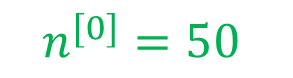 n^[0] = 50